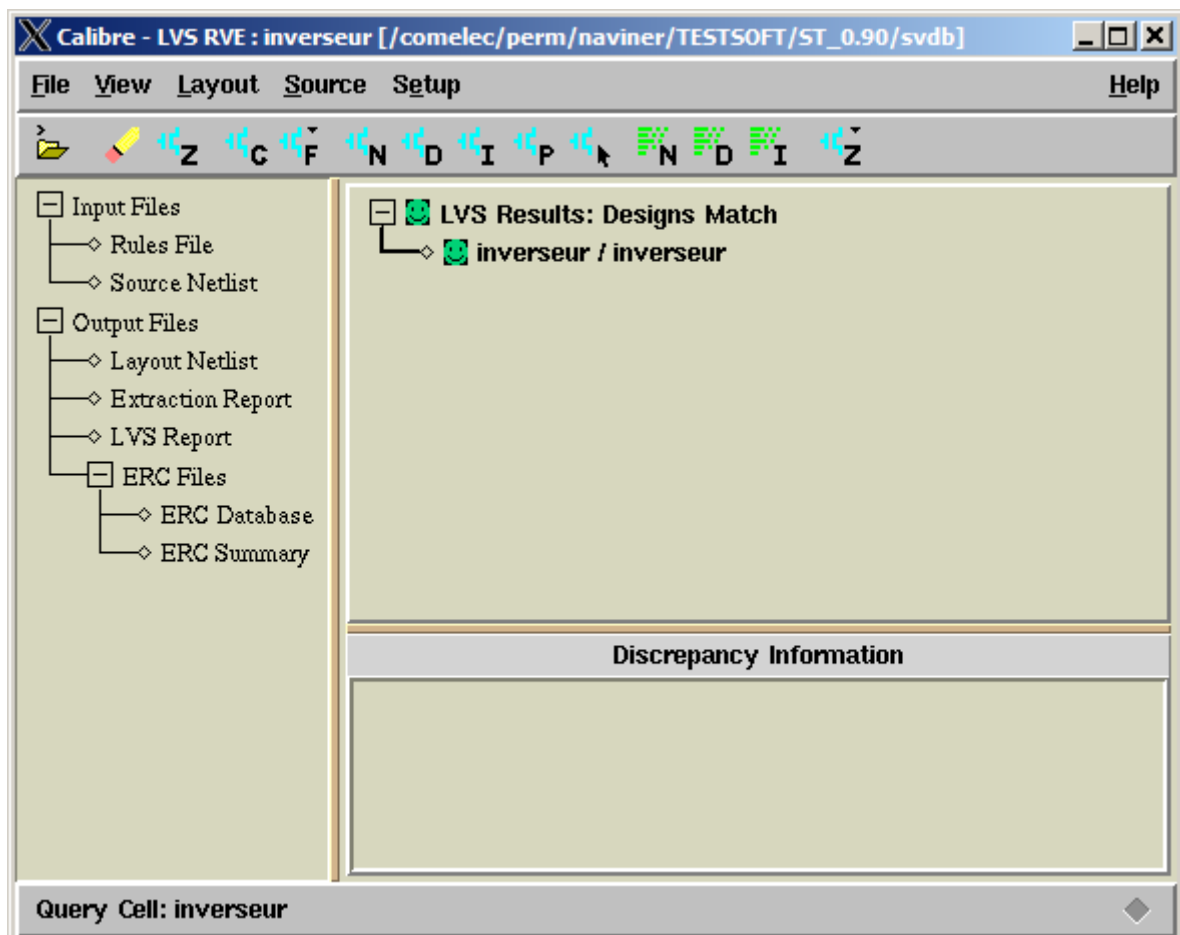 Calibre - LVS RVE : inverseur [/comelec/perm/naviner/TESTSOFT/ST_0.90/svdb]
File View Layout Source Setup Help
Z C F N D I P N D I Z
Input Files
Rules File
Source Netlist
Output Files
Layout Netlist
Extraction Report
LVS Report
ERC Files
ERC Database
ERC Summary
LVS Results: Designs Match
inverseur / inverseur
Discrepancy Information
Query Cell: inverseur